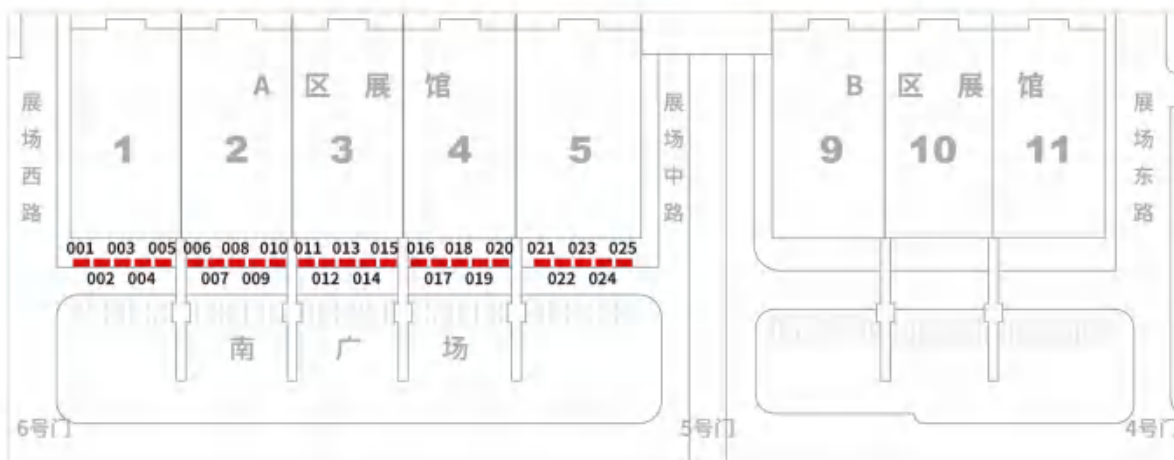 A 区 展 馆
B 区 展 馆
1 2 3 4 5
9 10 11
展场西路
展场中路
展场东路
001 003 005 006 008 010 011 013 015 016 018 020 021 023 025
002 004 007 009 012 014 017 019 022 024
南 广 场
6号门
5号门
4号门